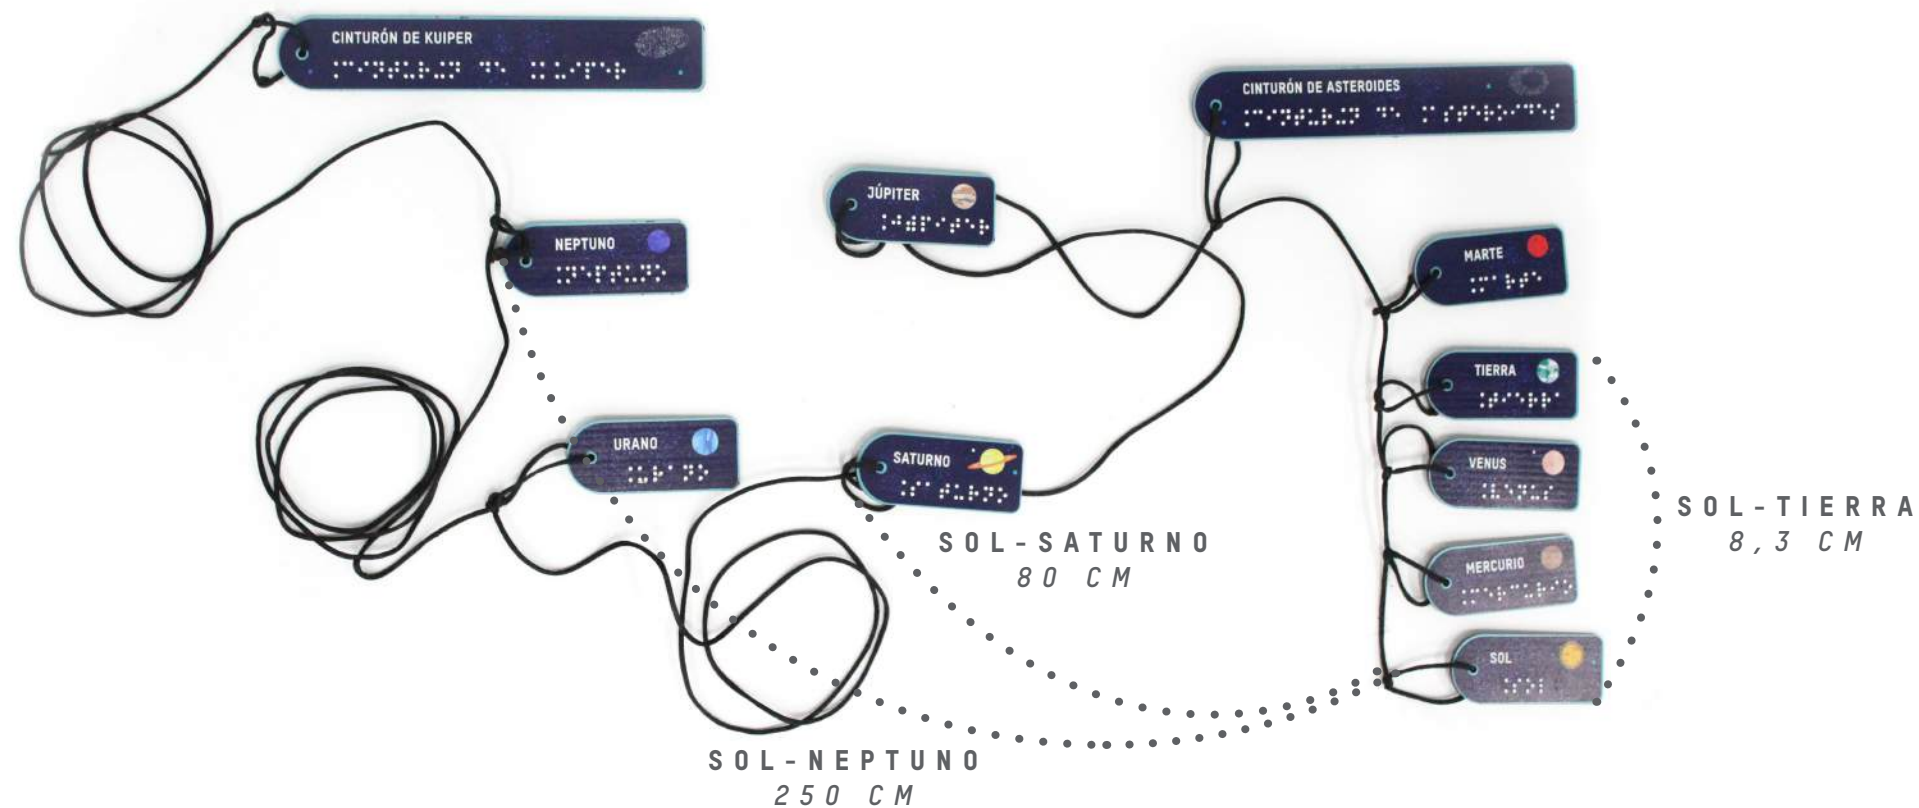 CINTURÓN DE KUIPER
CINTURÓN DE ASTEROIDES
JÚPITER
NEPTUNO
MARTE
TIERRA
URANO
SATURNO
VENUS
SOL-TIERRA
8,3 CM
SOL-SATURNO
80 CM
MERCURIO
SOL
SOL-NEPTUNO
250 CM